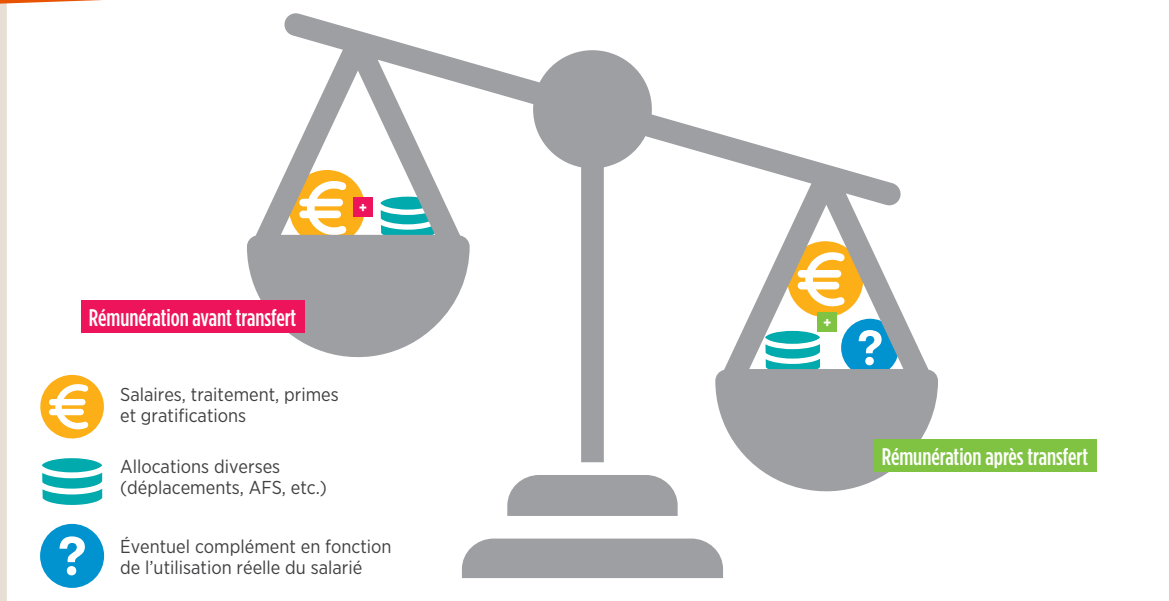 Rémunération avant transfert
Salaires, traitement, primes
et gratifications
Allocations diverses
(déplacements, AFS, etc.)
Éventuel complément en fonction
de l’utilisation réelle du salarié
Rémunération après transfert